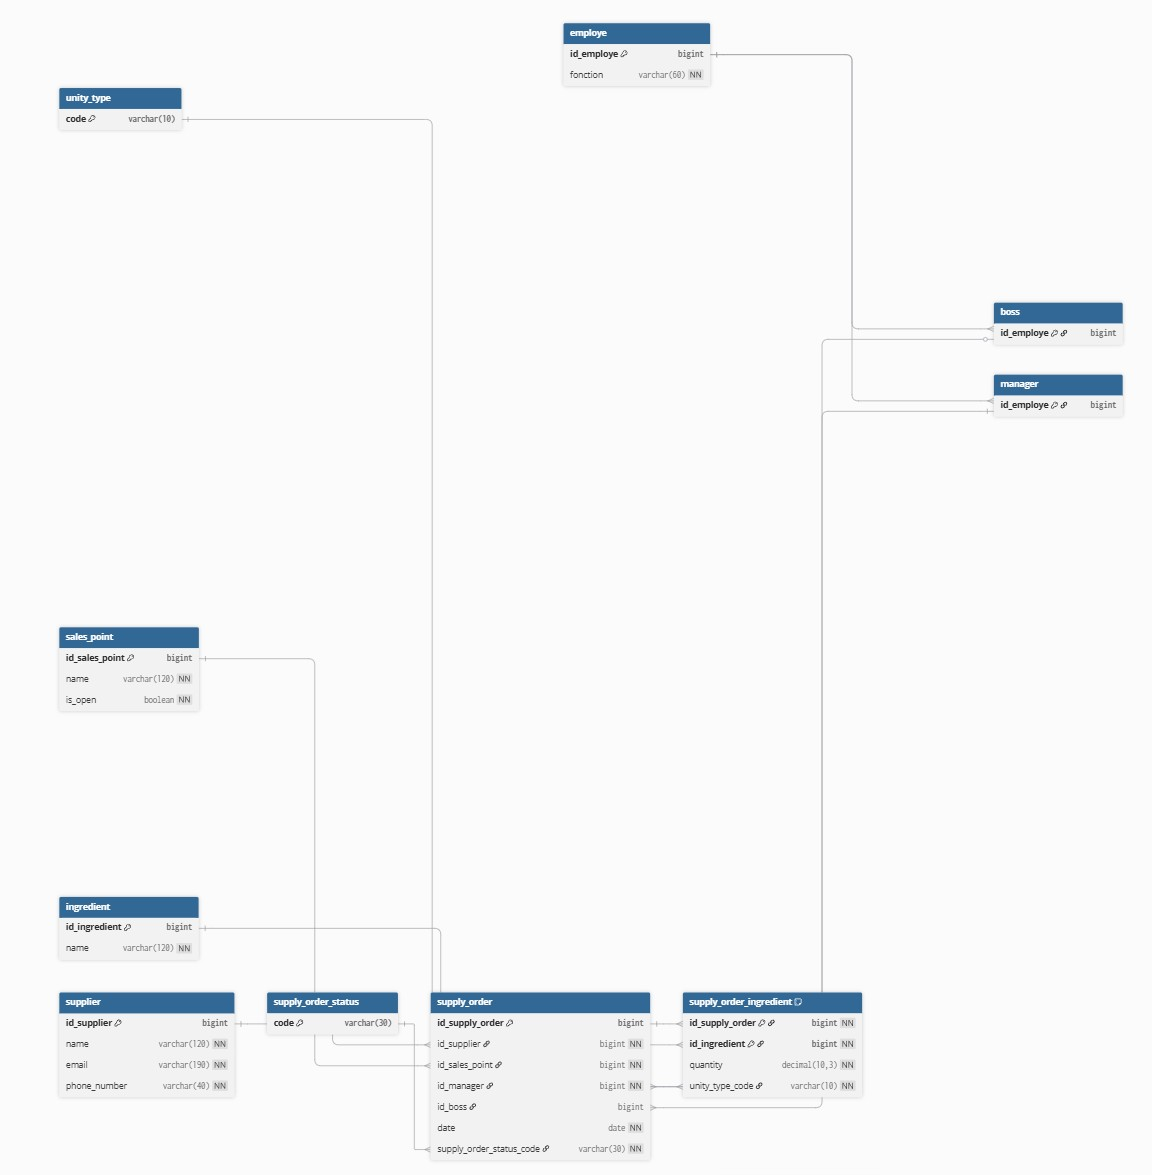 employe
id_employe bigint
fonction varchar(60) NN
unity_type
code varchar(10)
boss
id_employe bigint
manager
id_employe bigint
sales_point
id_sales_point bigint
name varchar(120) NN
is_open boolean NN
ingredient
id_ingredient bigint
name varchar(120) NN
supplier
id_supplier bigint
name varchar(120) NN
email varchar(190) NN
phone_number varchar(40) NN
supply_order_status
code varchar(30)
supply_order
id_supply_order bigint
id_supplier bigint NN
id_sales_point bigint NN
id_manager bigint NN
id_boss bigint
date date NN
supply_order_status_code varchar(30) NN
supply_order_ingredient
id_supply_order bigint NN
id_ingredient bigint NN
quantity decimal(10,3) NN
unity_type_code varchar(10) NN